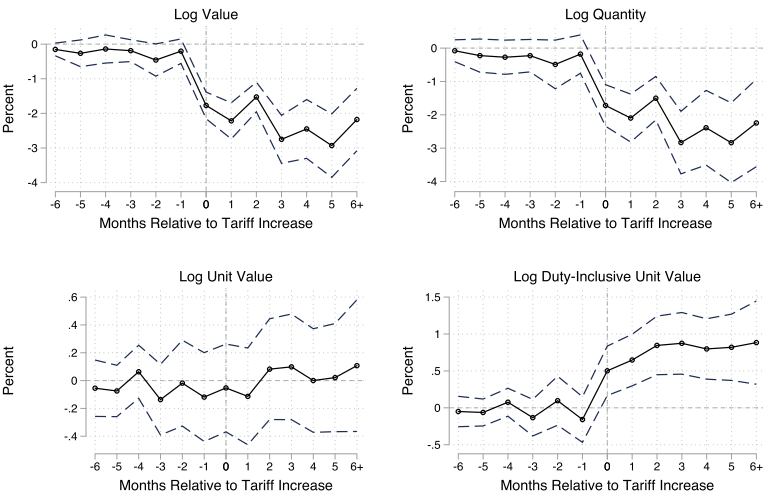 Log Value
0
-1
-2
-3
-4
Percent
-6 -5 -4 -3 -2 -1 0 1 2 3 4 5 6+
Months Relative to Tariff Increase
Log Quantity
0
-1
-2
-3
-4
Percent
-6 -5 -4 -3 -2 -1 0 1 2 3 4 5 6+
Months Relative to Tariff Increase
Log Unit Value
.6
.4
.2
0
-.2
-.4
Percent
-6 -5 -4 -3 -2 -1 0 1 2 3 4 5 6+
Months Relative to Tariff Increase
Log Duty-Inclusive Unit Value
1.5
1
.5
0
-.5
Percent
-6 -5 -4 -3 -2 -1 0 1 2 3 4 5 6+
Months Relative to Tariff Increase